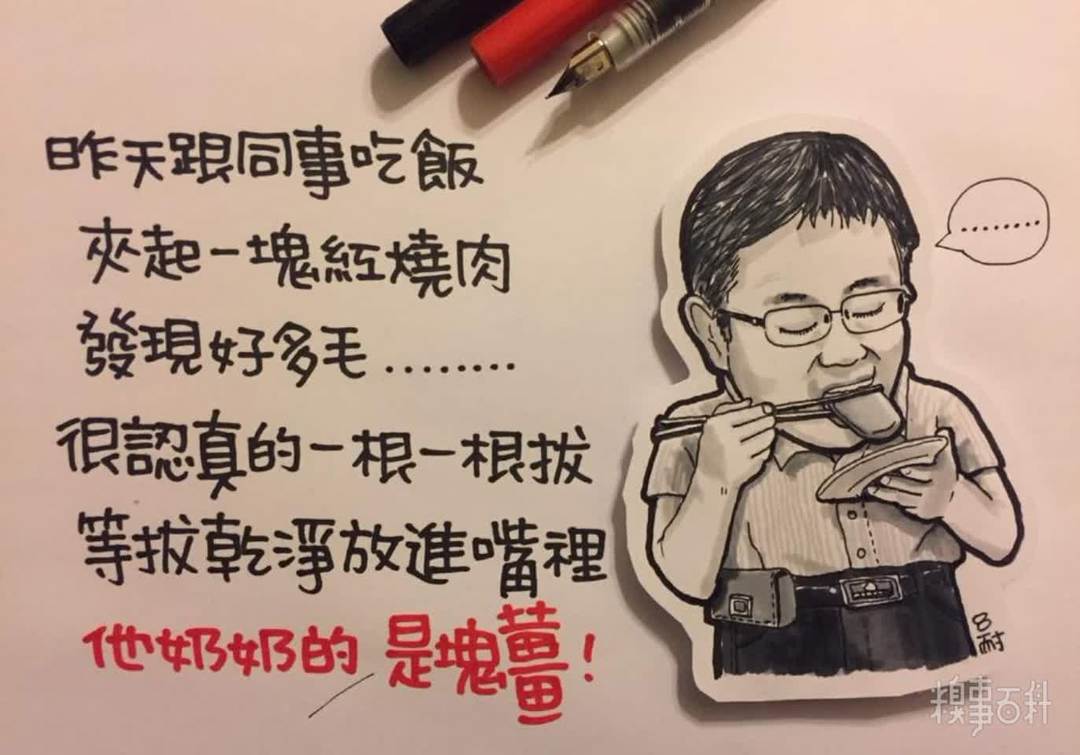 昨天跟同事吃飯
夾起一塊紅燒肉
發現好多毛........
很認真的一根一根拔
等拔乾淨放進嘴裡
他奶奶的 是塊薑!
........
呂耐
糗事百科